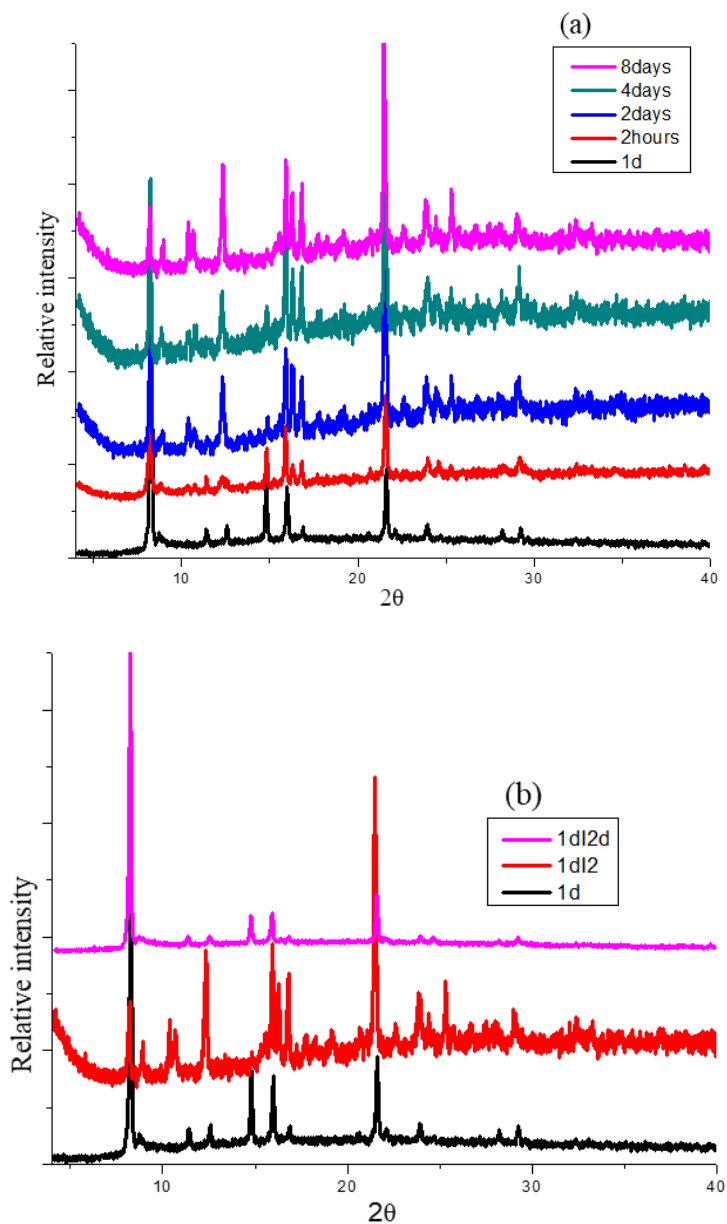 (a)
8days
4days
2days
2hours
1d
Relative intensity
10
20
30
40
2θ
(b)
1dI2d
1dI2
1d
Relative intensity
10
20
30
40
2θ